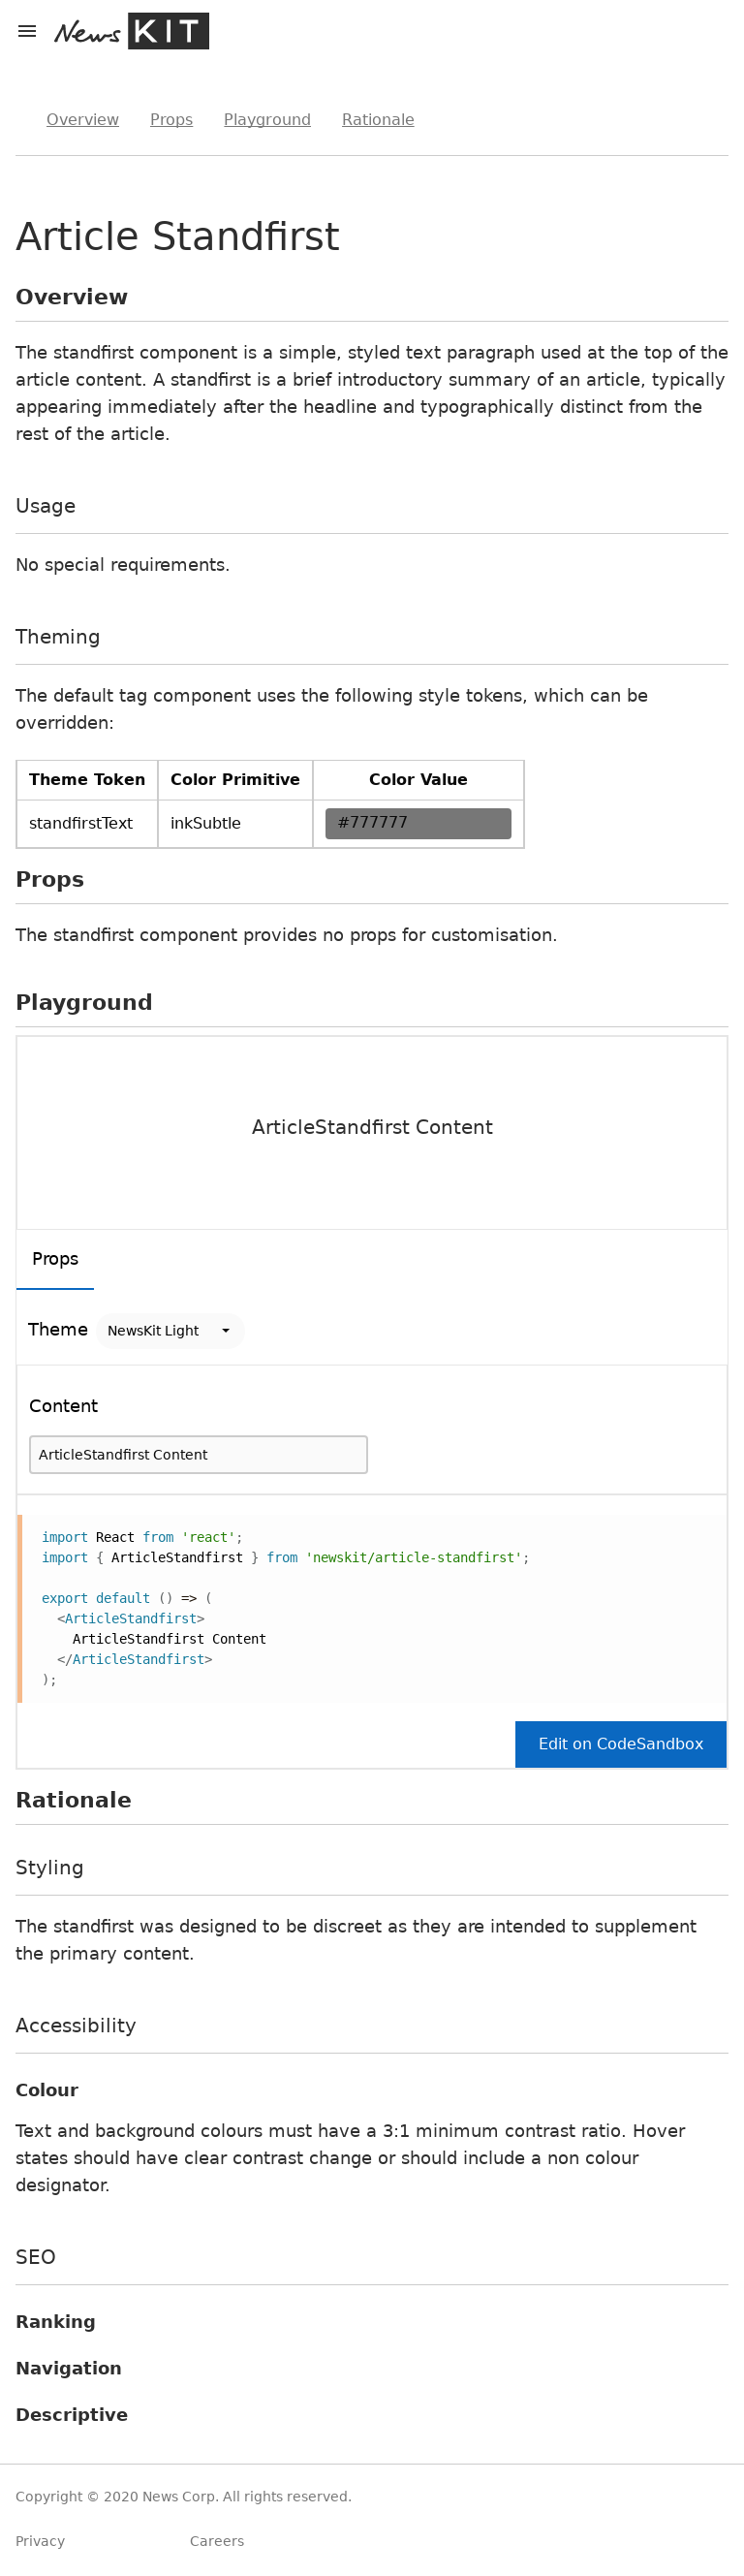 News KIT
Overview Props Playground Rationale
Article Standfirst
Overview
The standfirst component is a simple, styled text paragraph used at the top of the
article content. A standfirst is a brief introductory summary of an article, typically
appearing immediately after the headline and typographically distinct from the
rest of the article.
Usage
No special requirements.
Theming
The default tag component uses the following style tokens, which can be
overridden:
Theme Token Color Primitive Color Value
standfirstText inkSubtle #777777
Props
The standfirst component provides no props for customisation.
Playground
ArticleStandfirst Content
Props
Theme NewsKit Light
Content
ArticleStandfirst Content
import React from 'react';
import { ArticleStandfirst } from 'newskit/article-standfirst';
export default () => (
<ArticleStandfirst>
ArticleStandfirst Content
</ArticleStandfirst>
);
Edit on CodeSandbox
Rationale
Styling
The standfirst was designed to be discreet as they are intended to supplement
the primary content.
Accessibility
Colour
Text and background colours must have a 3:1 minimum contrast ratio. Hover
states should have clear contrast change or should include a non colour
designator.
SEO
Ranking
Navigation
Descriptive
Copyright © 2020 News Corp. All rights reserved.
Privacy Careers